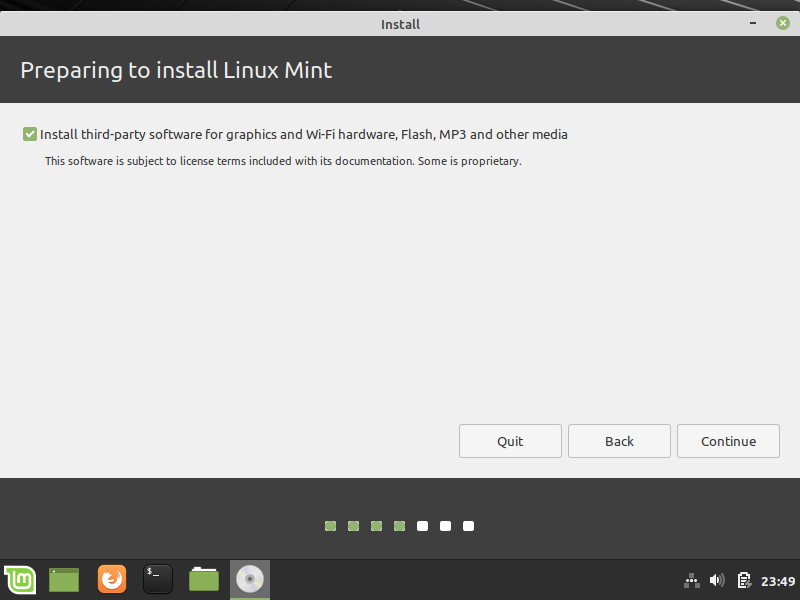 Install
Preparing to install Linux Mint
Install third-party software for graphics and Wi-Fi hardware, Flash, MP3 and other media
This software is subject to license terms included with its documentation. Some is proprietary.
Quit Back Continue
$_
23:49